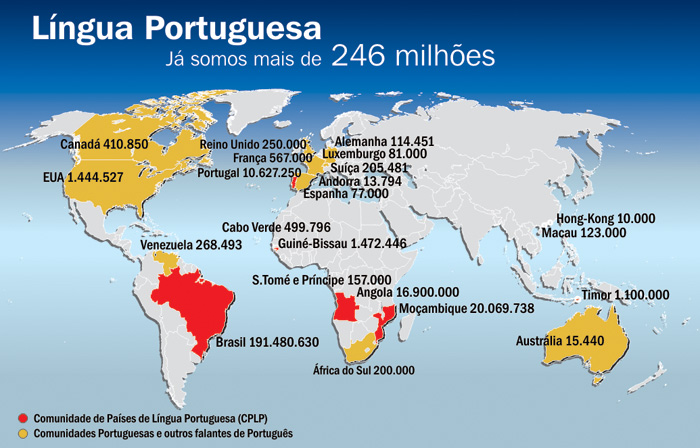 Língua Portuguesa
Já somos mais de 246 milhões
Canadá 410.850
Reino Unido 250.000
Alemanha 114.451
França 567.000
Luxemburgo 81.000
EUA 1.444.527
Portugal 10.627.250
Suíça 205.481
Andorra 13.794
Espanha 77.000
Cabo Verde 499.796
Hong-Kong 10.000
Macau 123.000
Venezuela 268.493
Guiné-Bissau 1.472.446
S.Tomé e Príncipe 157.000
Angola 16.900.000
Timor 1.100.000
Moçambique 20.069.738
Brasil 191.480.630
Austrália 15.440
África do Sul 200.000
Comunidade de Países de Língua Portuguesa (CPLP)
Comunidades Portuguesas e outros falantes de Português